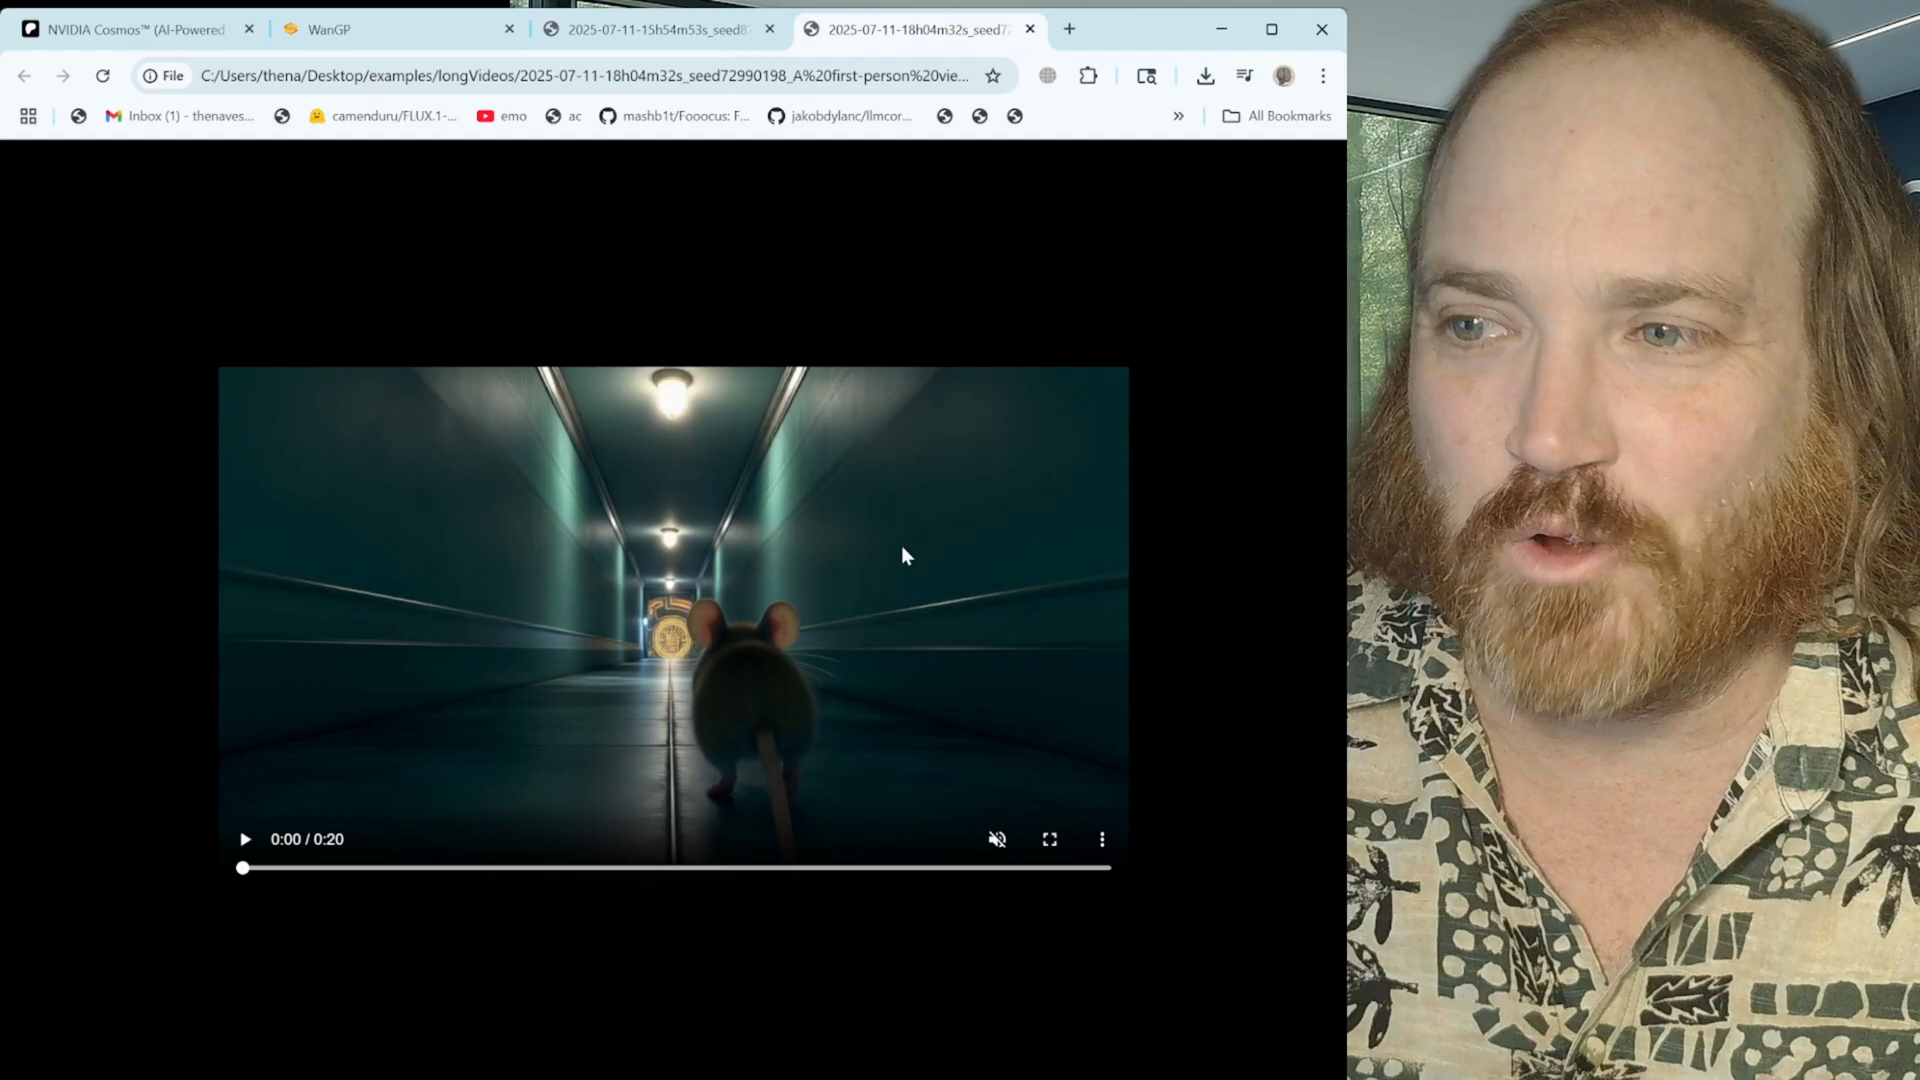 NVIDIA Cosmos™ (AI-Powered
WanGP
2025-07-11-15h54m53s_seed8
2025-07-11-18h04m32s_seed7
File
C:/Users/thena/Desktop/examples/longVideos/2025-07-11-18h04m32s_seed72990198_A%20first-person%20vie...
Inbox (1) - thenaves...
camenduru/FLUX.1-...
emo
ac
mashb1t/Fooocus: F...
jakobdylanc/llmcor...
»
All Bookmarks
0:00 / 0:20